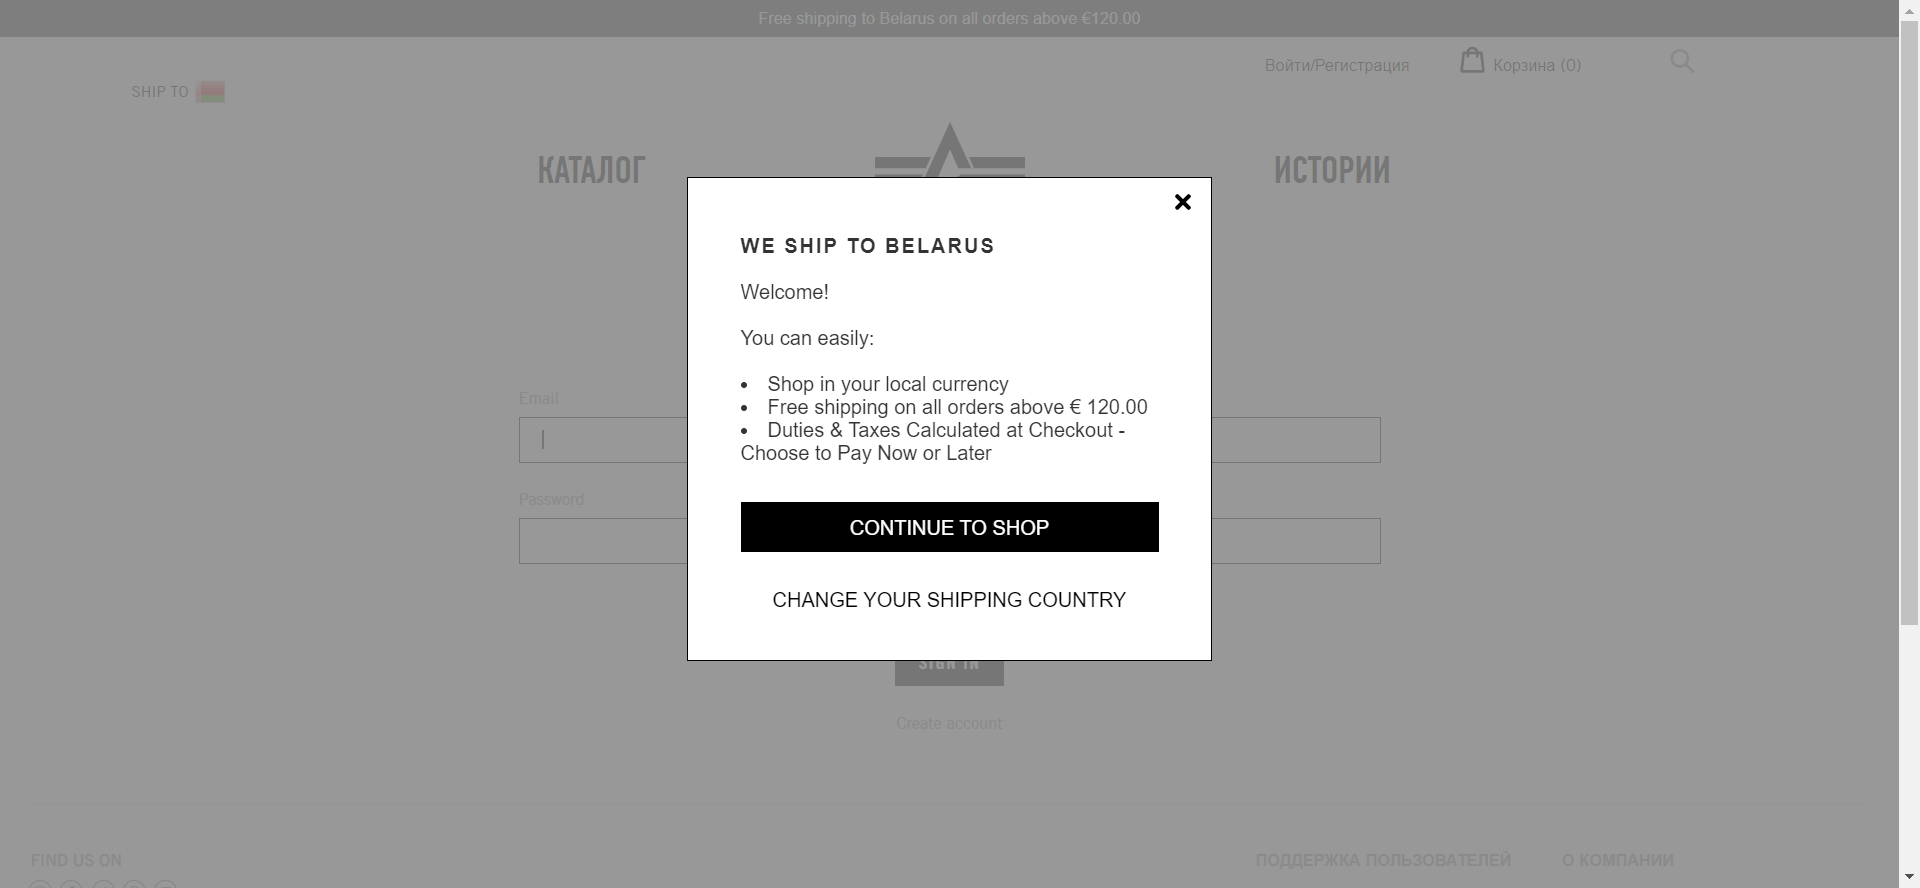 Free shipping to Belarus on all orders above €120.00
Войти/Регистрация
Корзина (0)
SHIP TO
КАТАЛОГ
ИСТОРИИ
WE SHIP TO BELARUS
Welcome!
You can easily:
• Shop in your local currency
• Free shipping on all orders above € 120.00
• Duties & Taxes Calculated at Checkout -
Choose to Pay Now or Later
CONTINUE TO SHOP
CHANGE YOUR SHIPPING COUNTRY
Email
Password
SIGN IN
Create account
FIND US ON
ПОДДЕРЖКА ПОЛЬЗОВАТЕЛЕЙ
О КОМПАНИИ